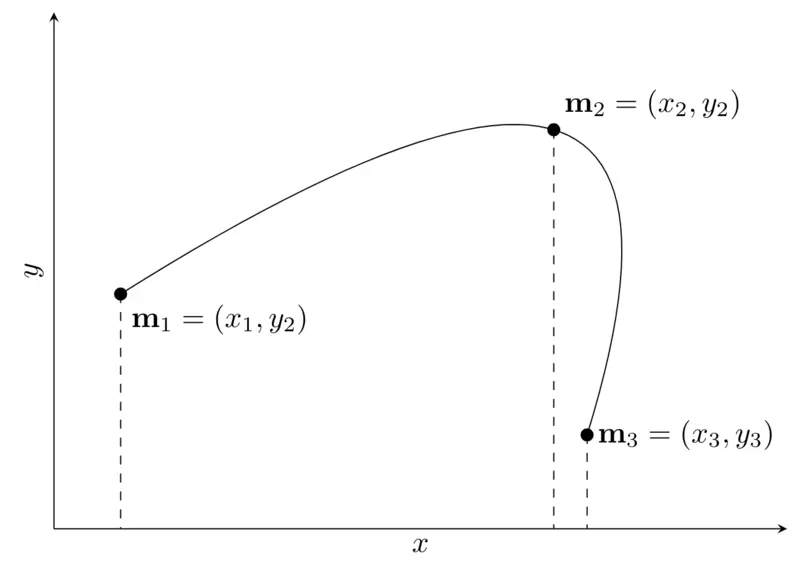 𝐦₂ = (x₂, y₂)
y
𝐦₁ = (x₁, y₂)
𝐦₃ = (x₃, y₃)
x